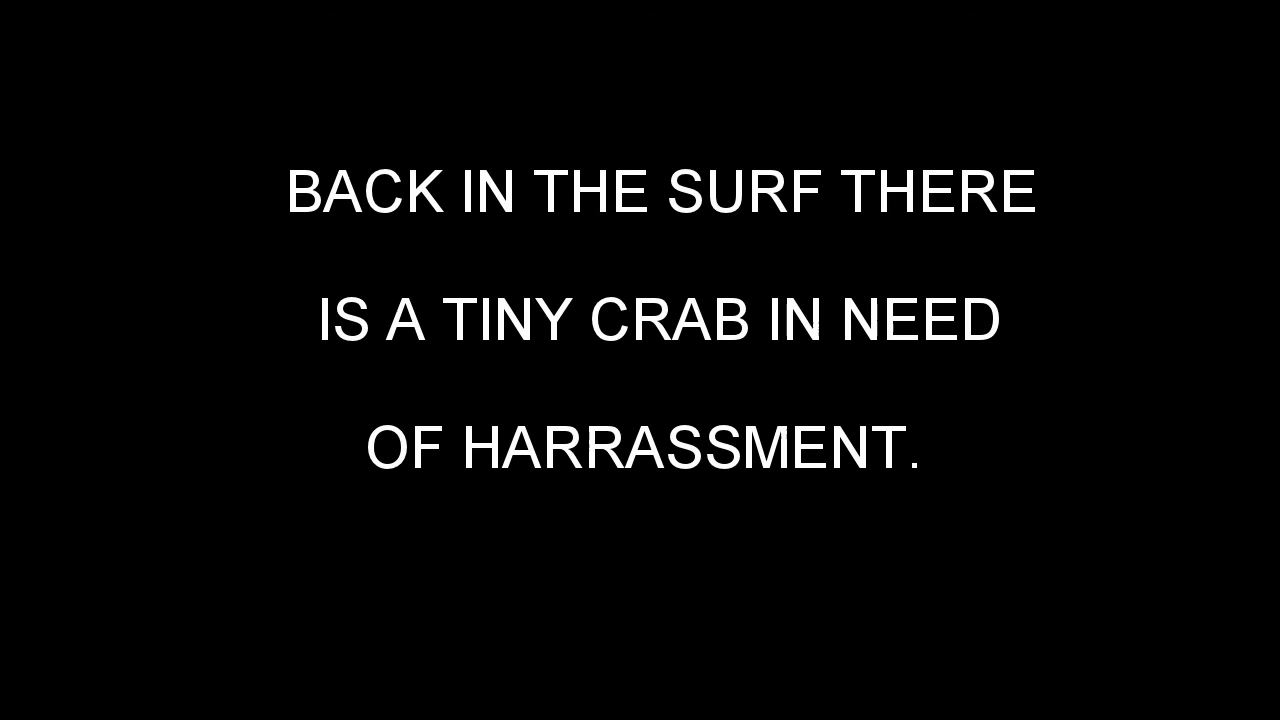 BACK IN THE SURF THERE
IS A TINY CRAB IN NEED
OF HARRASSMENT.